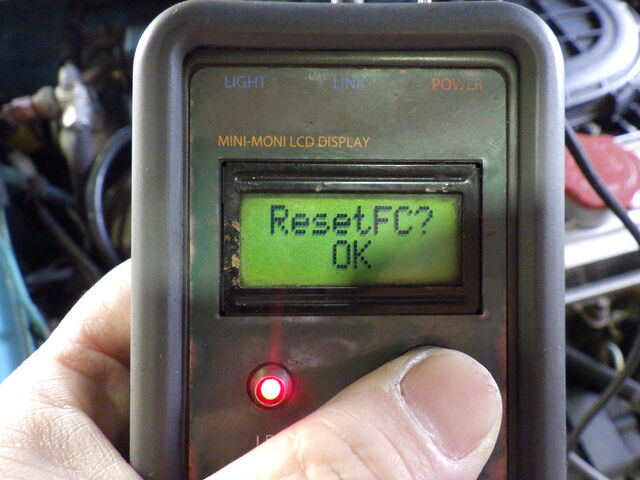 LIGHT LINK POWER
MINI-MONI LCD DISPLAY
ResetFC?
OK